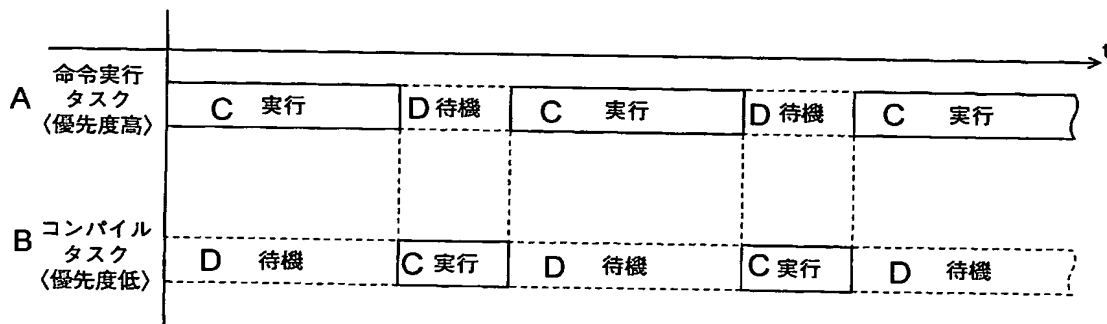 t
A 命令実行
タスク
〈優先度高〉
C 実行 D 待機 C 実行 D 待機 C 実行
B コンパイル
タスク
〈優先度低〉
D 待機 C 実行 D 待機 C 実行 D 待機